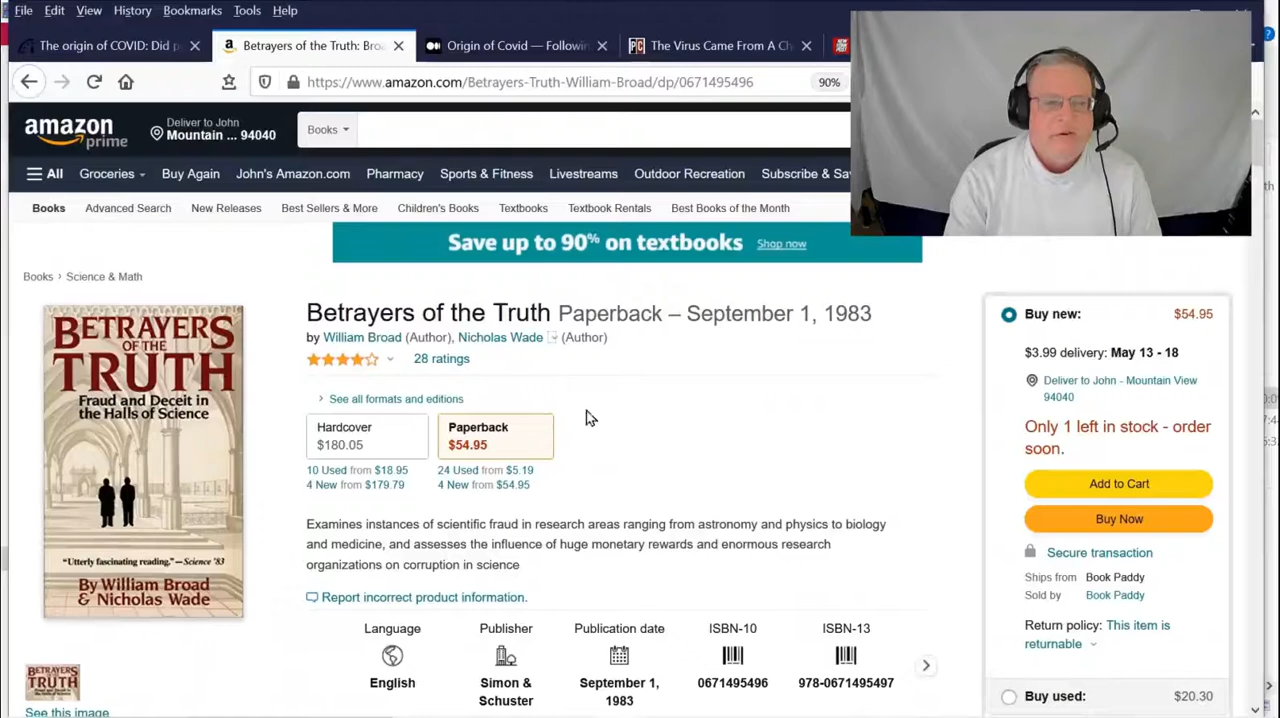 File Edit View History Bookmarks Tools Help
The origin of COVID: Did p
Betrayers of the Truth: Bro
Origin of Covid — Followin
The Virus Came From A Ch
https://www.amazon.com/Betrayers-Truth-William-Broad/dp/0671495496
90%
amazon prime
Deliver to John
Mountain ... 94040
Books
All Groceries Buy Again John's Amazon.com Pharmacy Sports & Fitness Livestreams Outdoor Recreation Subscribe & Sa
Books Advanced Search New Releases Best Sellers & More Children's Books Textbooks Textbook Rentals Best Books of the Month
Save up to 90% on textbooks Shop now
Books › Science & Math
BETRAYERS
OF THE
TRUTH
Fraud and Deceit in
the Halls of Science
"Utterly fascinating reading."—Science '83
By William Broad
& Nicholas Wade
See this image
Betrayers of the Truth Paperback – September 1, 1983
by William Broad (Author), Nicholas Wade (Author)
28 ratings
See all formats and editions
Hardcover
$180.05
10 Used from $18.95
4 New from $179.79
Paperback
$54.95
24 Used from $5.19
4 New from $54.95
Examines instances of scientific fraud in research areas ranging from astronomy and physics to biology
and medicine, and assesses the influence of huge monetary rewards and enormous research
organizations on corruption in science
Report incorrect product information.
Language
English
Publisher
Simon &
Schuster
Publication date
September 1,
1983
ISBN-10
0671495496
ISBN-13
978-0671495497
Buy new: $54.95
$3.99 delivery: May 13 - 18
Deliver to John - Mountain View
94040
Only 1 left in stock - order
soon.
Add to Cart
Buy Now
Secure transaction
Ships from Book Paddy
Sold by Book Paddy
Return policy: This item is
returnable
Buy used: $20.30